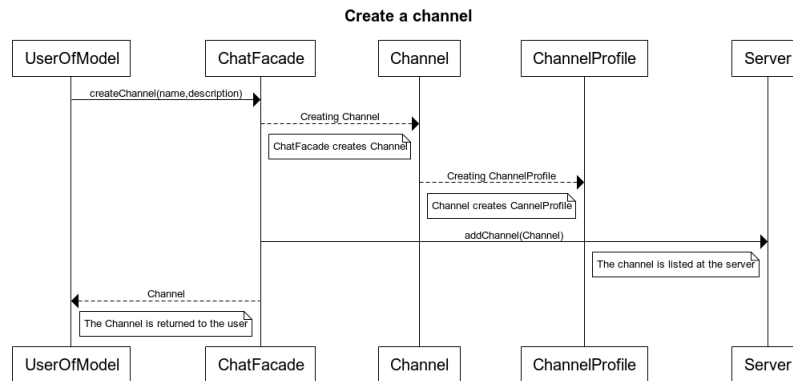 Create a channel
UserOfModel
ChatFacade
Channel
ChannelProfile
Server
createChannel(name,description)
Creating Channel
ChatFacade creates Channel
Creating ChannelProfile
Channel creates CannelProfile
addChannel(Channel)
The channel is listed at the server
Channel
The Channel is returned to the user
UserOfModel
ChatFacade
Channel
ChannelProfile
Server